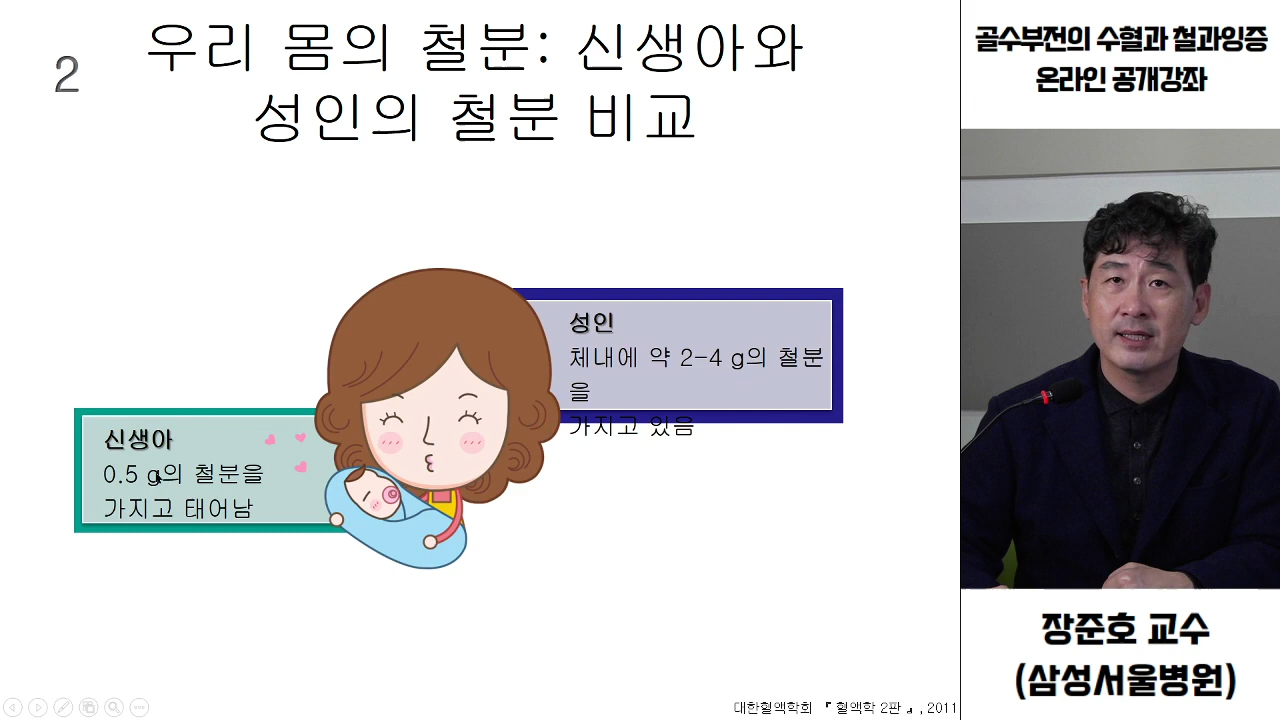 2
우리 몸의 철분: 신생아와
성인의 철분 비교
성인
체내에 약 2-4 g의 철분
을
가지고 있음
신생아
0.5 g의 철분을
가지고 태어남
대한혈액학회 『혈액학 2판』, 2011
골수부전의 수혈과 철과잉증
온라인 공개강좌
장준호 교수
(삼성서울병원)